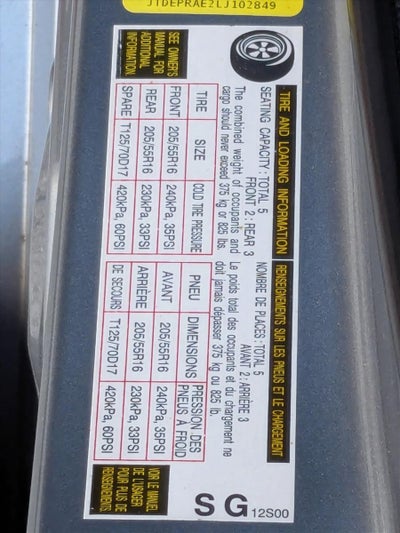 JTDEPRAE2LJ102849
TIRE AND LOADING INFORMATION
SEATING CAPACITY : TOTAL 5
FRONT 2 : REAR 3
The combined weight of occupants and
cargo should never exceed 375 kg or 825 lbs.
TIRE SIZE COLD TIRE PRESSURE
FRONT 205/55R16 240kPa, 35PSI
REAR 205/55R16 230kPa, 33PSI
SPARE T125/70D17 420kPa, 60PSI
SEE OWNER'S
MANUAL FOR
ADDITIONAL
INFORMATION
RENSEIGNEMENTS SUR LES PNEUS ET LE CHARGEMENT
NOMBRE DE PLACES : TOTAL 5
AVANT 2 : ARRIÈRE 3
Le poids total des occupants et du chargement ne
doit jamais dépasser 375 kg ou 825 lb.
PNEU DIMENSIONS PRESSION DES
PNEUS À FROID
AVANT 205/55R16 240kPa, 35PSI
ARRIÈRE 205/55R16 230kPa, 33PSI
DE SECOURS T125/70D17 420kPa, 60PSI
VOIR LE MANUEL
DE L'USAGER
POUR PLUS DE
RENSEIGNEMENTS
SG 12S00